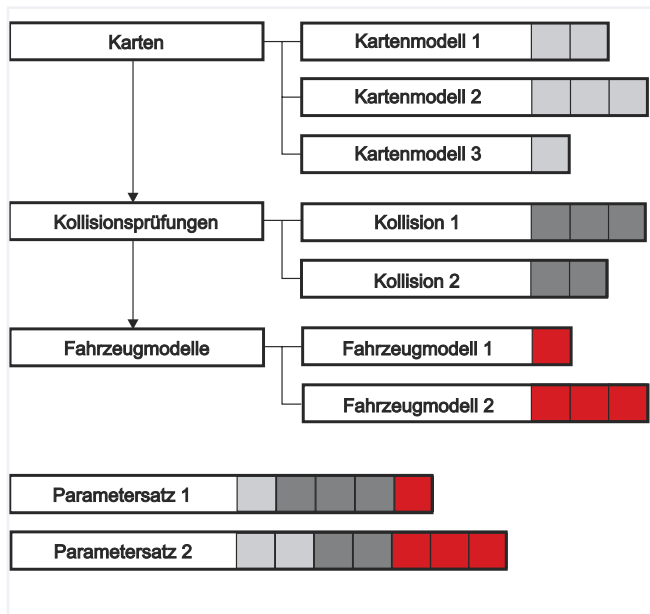 Karten
Kartenmodell 1
Kartenmodell 2
Kartenmodell 3
Kollisionsprüfungen
Kollision 1
Kollision 2
Fahrzeugmodelle
Fahrzeugmodell 1
Fahrzeugmodell 2
Parametersatz 1
Parametersatz 2